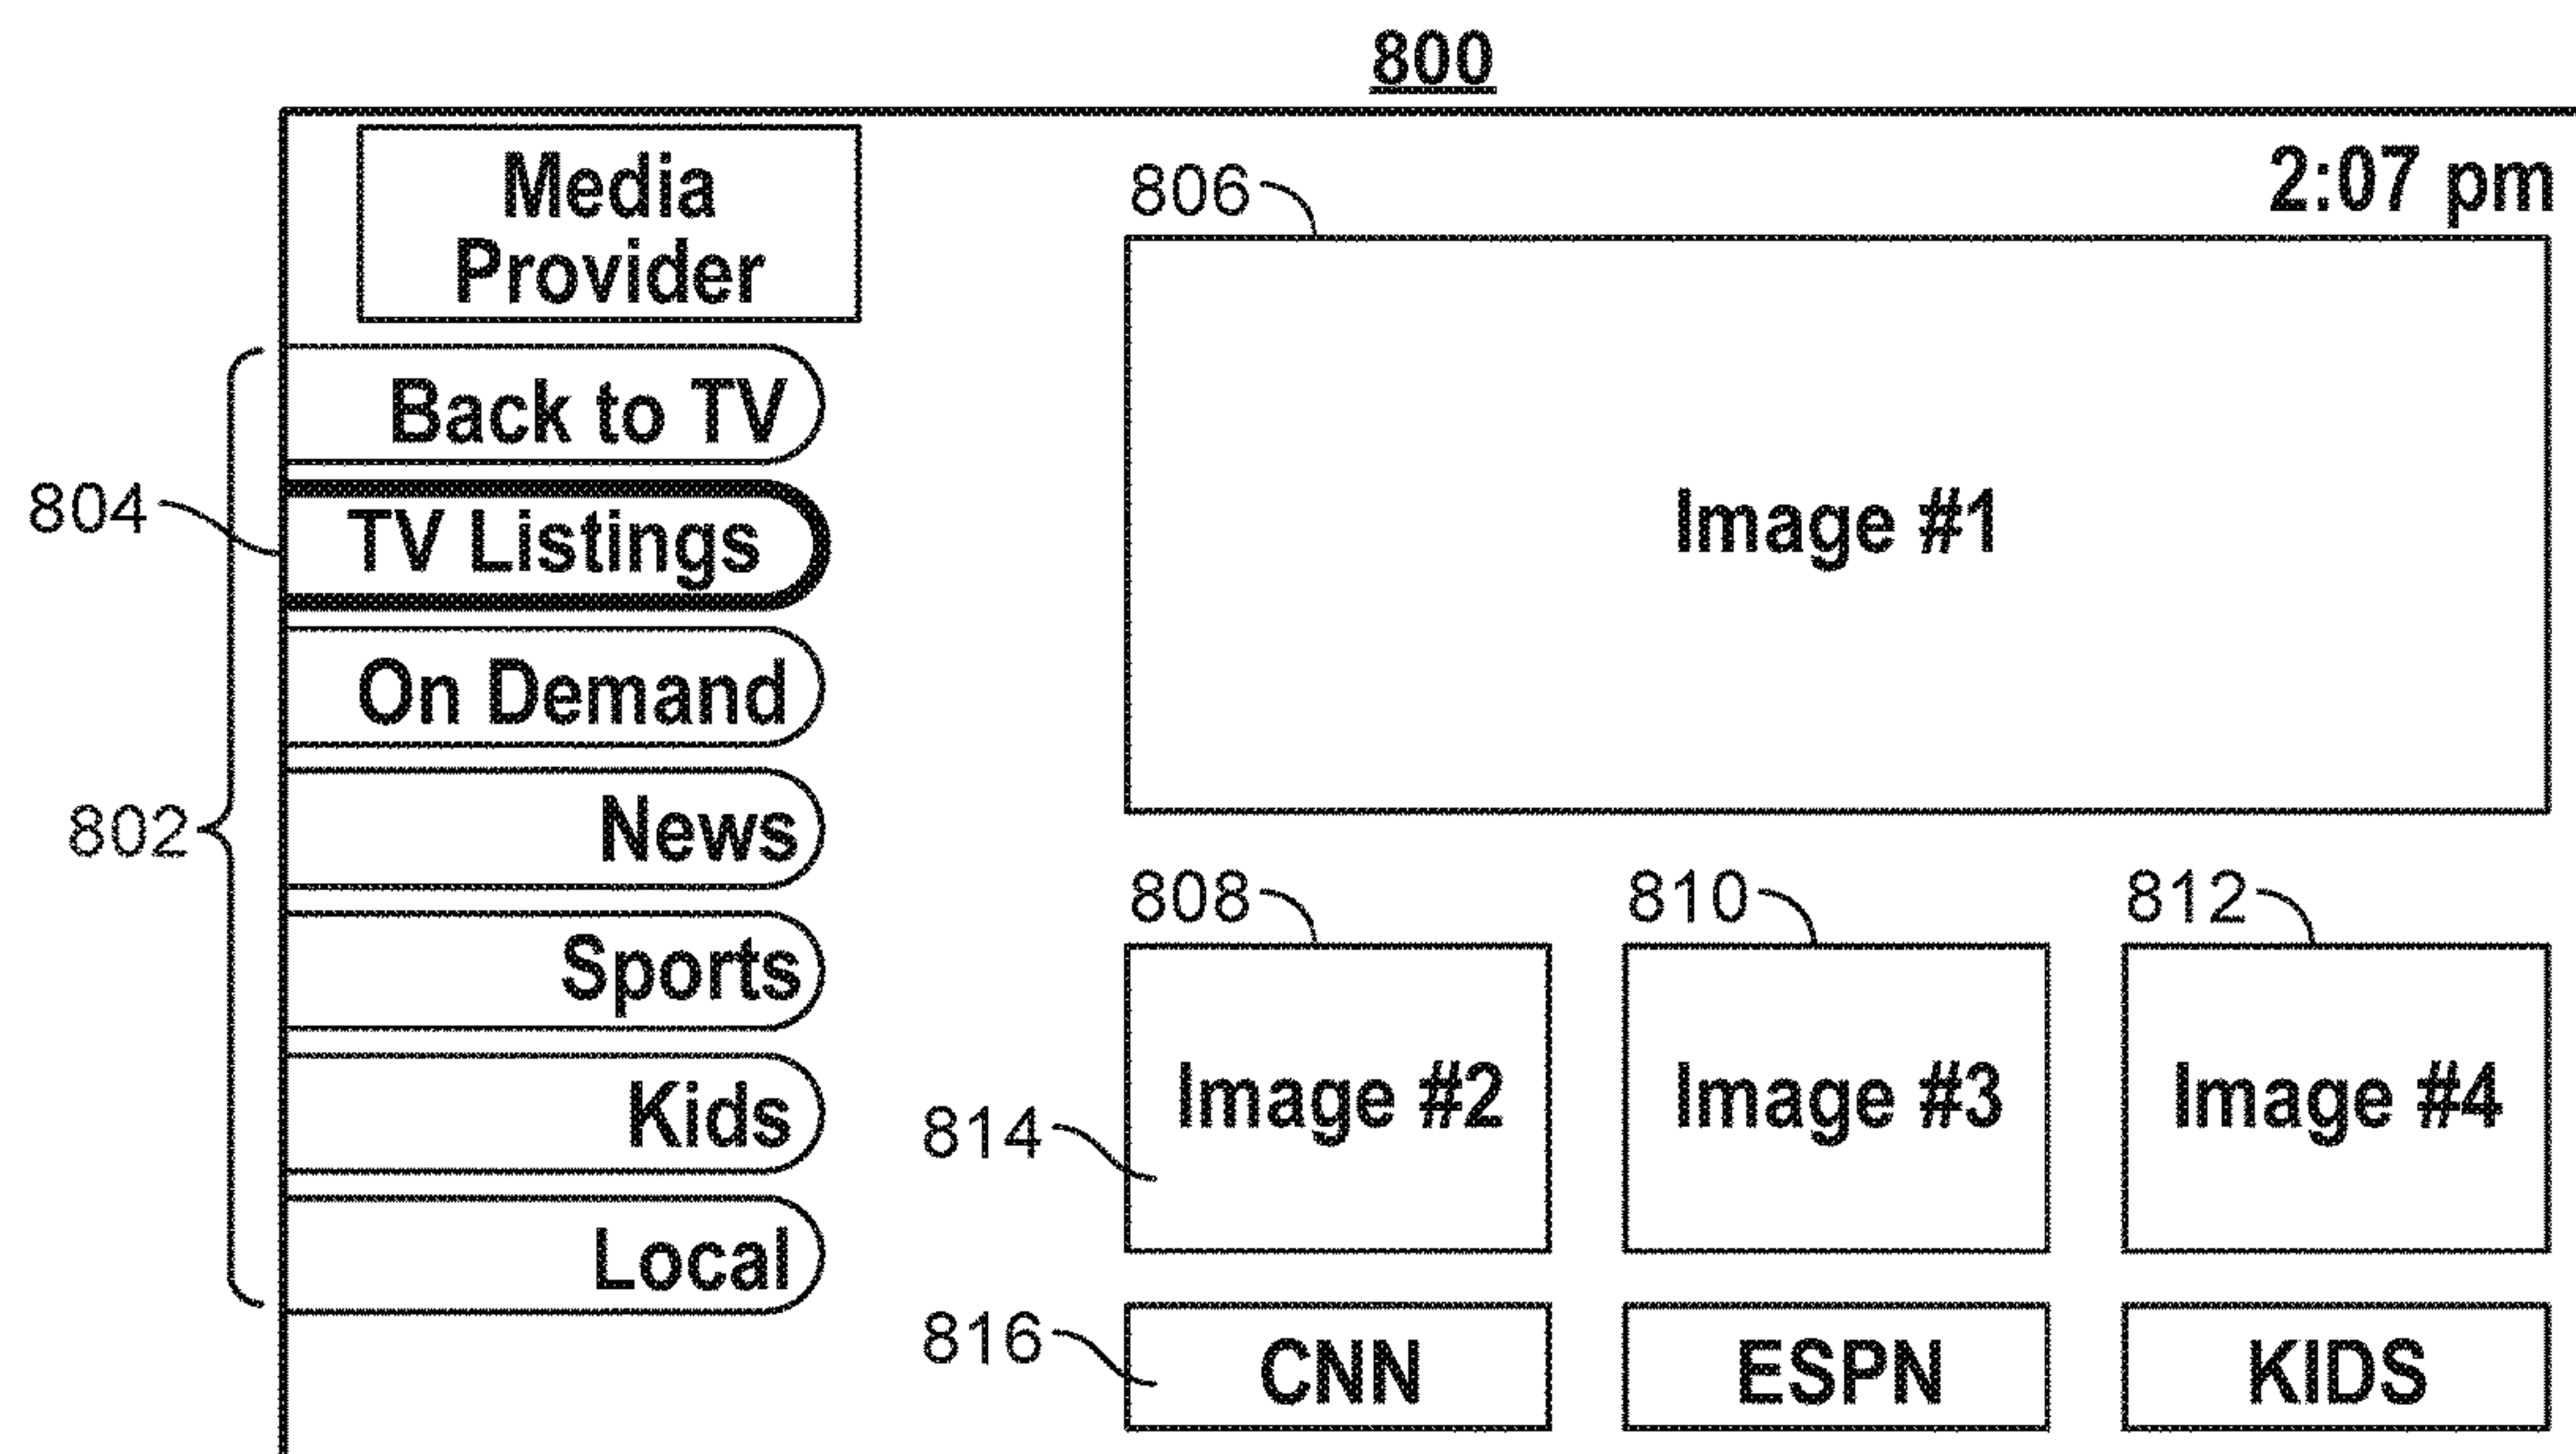 800
Media
Provider
2:07 pm
806
Back to TV
804
TV Listings
Image #1
On Demand
802
News
808
810
812
Sports
Kids
814
Image #2
Image #3
Image #4
Local
816
CNN
ESPN
KIDS